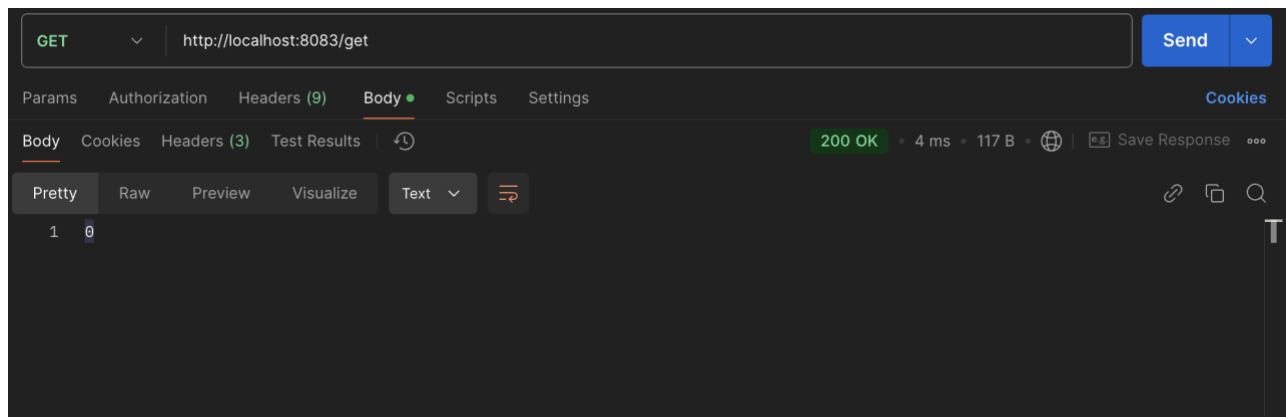 GET http://localhost:8083/get Send
Params Authorization Headers (9) Body Scripts Settings Cookies
Body Cookies Headers (3) Test Results 200 OK 4 ms 117 B e.g. Save Response
Pretty Raw Preview Visualize Text
1 0
T